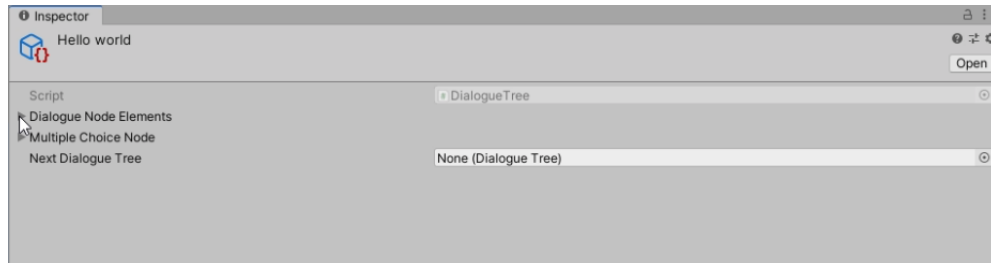 Inspector
Hello world
Open
Script DialogueTree
Dialogue Node Elements
Multiple Choice Node
Next Dialogue Tree None (Dialogue Tree)